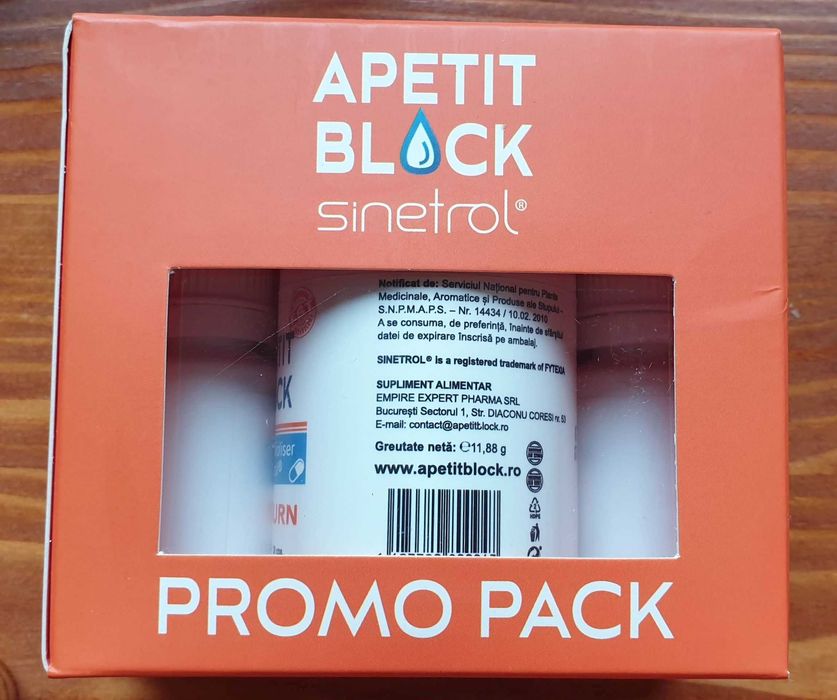 APETIT
BLOCK
sinetrol®
Notificat de: Serviciul Național pentru Plante
Medicinale, Aromatice și Produse ale Stupului -
S.N.P.M.A.P.S. – Nr. 14434 / 10.02. 2010
A se consuma, de preferință, înainte de sfârșitul
datei de expirare înscrisă pe ambalaj.
SINETROL® is a registered trademark of FYTEXIA
SUPLIMENT ALIMENTAR
EMPIRE EXPERT PHARMA SRL
București Sectorul 1, Str. DIACONU CORESI nr. 53
E-mail: contact@apetitblock.ro
Greutate netă: ℮11,88 g
www.apetitblock.ro
HDPE
IT
CK
idiser
URN
PROMO PACK